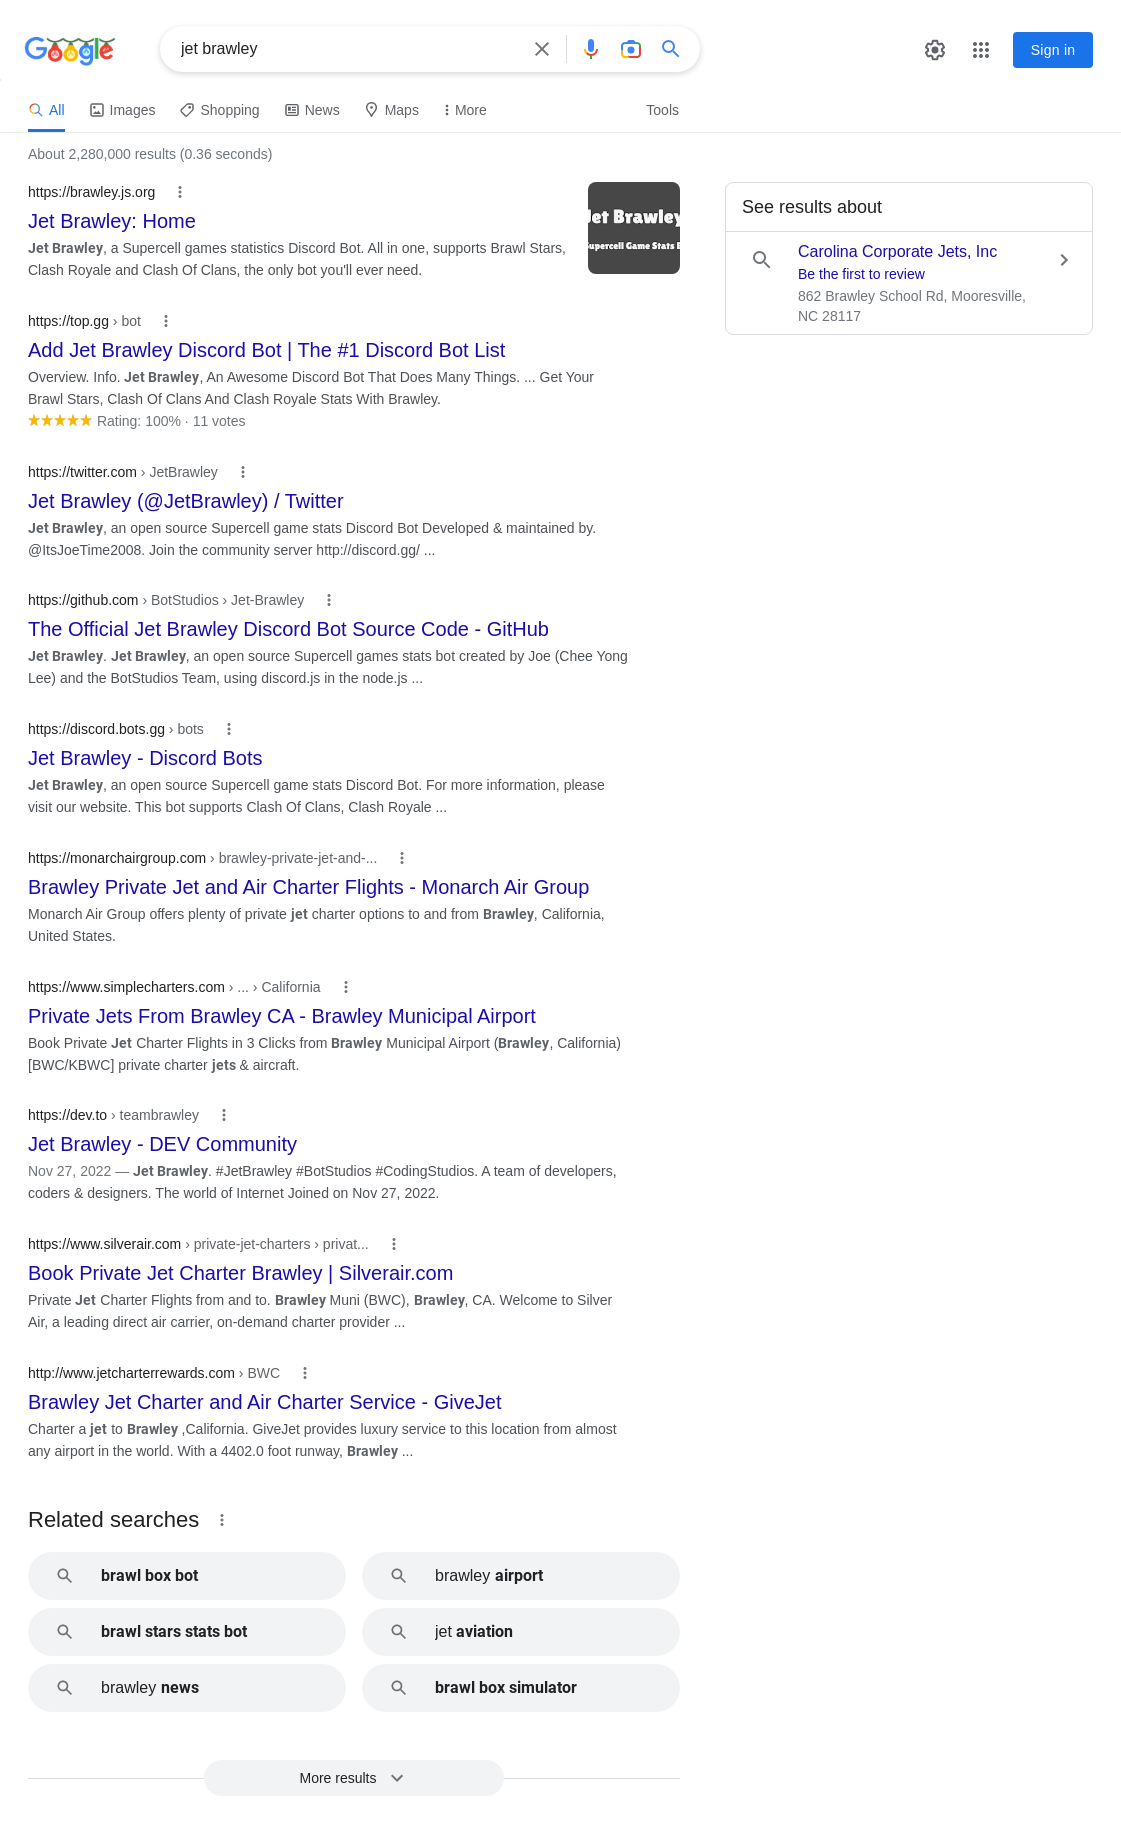 Google
jet brawley
Sign in
All
Images
Shopping
News
Maps
More
Tools
About 2,280,000 results (0.36 seconds)
https://brawley.js.org
Jet Brawley: Home
Jet Brawley, a Supercell games statistics Discord Bot. All in one, supports Brawl Stars,
Clash Royale and Clash Of Clans, the only bot you'll ever need.
Jet Brawley
Supercell Game Stats B
See results about
Carolina Corporate Jets, Inc
Be the first to review
862 Brawley School Rd, Mooresville,
NC 28117
https://top.gg › bot
Add Jet Brawley Discord Bot | The #1 Discord Bot List
Overview. Info. Jet Brawley, An Awesome Discord Bot That Does Many Things. ... Get Your
Brawl Stars, Clash Of Clans And Clash Royale Stats With Brawley.
Rating: 100% · 11 votes
https://twitter.com › JetBrawley
Jet Brawley (@JetBrawley) / Twitter
Jet Brawley, an open source Supercell game stats Discord Bot Developed & maintained by.
@ItsJoeTime2008. Join the community server http://discord.gg/ ...
https://github.com › BotStudios › Jet-Brawley
The Official Jet Brawley Discord Bot Source Code - GitHub
Jet Brawley. Jet Brawley, an open source Supercell games stats bot created by Joe (Chee Yong
Lee) and the BotStudios Team, using discord.js in the node.js ...
https://discord.bots.gg › bots
Jet Brawley - Discord Bots
Jet Brawley, an open source Supercell game stats Discord Bot. For more information, please
visit our website. This bot supports Clash Of Clans, Clash Royale ...
https://monarchairgroup.com › brawley-private-jet-and-...
Brawley Private Jet and Air Charter Flights - Monarch Air Group
Monarch Air Group offers plenty of private jet charter options to and from Brawley, California,
United States.
https://www.simplecharters.com › ... › California
Private Jets From Brawley CA - Brawley Municipal Airport
Book Private Jet Charter Flights in 3 Clicks from Brawley Municipal Airport (Brawley, California)
[BWC/KBWC] private charter jets & aircraft.
https://dev.to › teambrawley
Jet Brawley - DEV Community
Nov 27, 2022 — Jet Brawley. #JetBrawley #BotStudios #CodingStudios. A team of developers,
coders & designers. The world of Internet Joined on Nov 27, 2022.
https://www.silverair.com › private-jet-charters › privat...
Book Private Jet Charter Brawley | Silverair.com
Private Jet Charter Flights from and to. Brawley Muni (BWC), Brawley, CA. Welcome to Silver
Air, a leading direct air carrier, on-demand charter provider ...
http://www.jetcharterrewards.com › BWC
Brawley Jet Charter and Air Charter Service - GiveJet
Charter a jet to Brawley ,California. GiveJet provides luxury service to this location from almost
any airport in the world. With a 4402.0 foot runway, Brawley ...
Related searches
brawl box bot
brawley airport
brawl stars stats bot
jet aviation
brawley news
brawl box simulator
More results